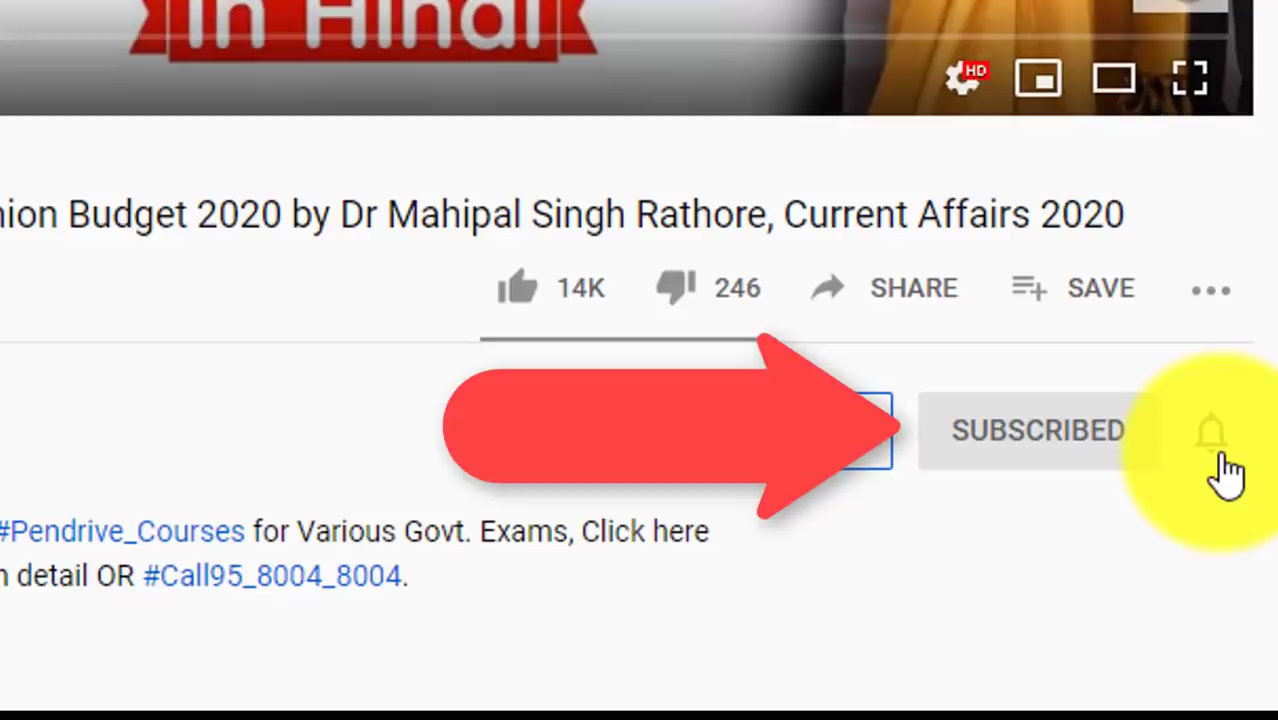 in Hindi
HD
nion Budget 2020 by Dr Mahipal Singh Rathore, Current Affairs 2020
14K 246 SHARE SAVE
SUBSCRIBED
#Pendrive_Courses for Various Govt. Exams, Click here
n detail OR #Call95_8004_8004.